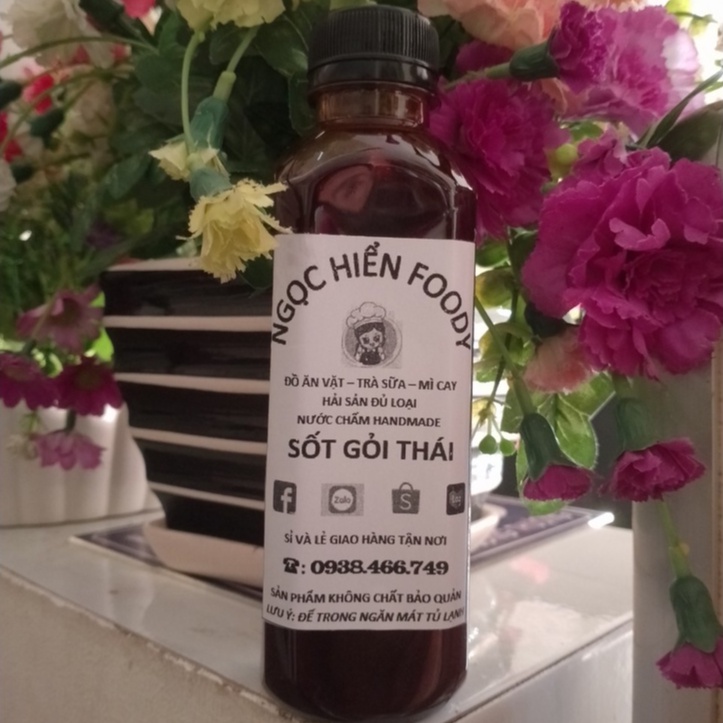 NGỌC HIỂN FOODY
ĐỒ ĂN VẶT – TRÀ SỮA – MÌ CAY
HẢI SẢN ĐỦ LOẠI
NƯỚC CHẤM HANDMADE
SỐT GỎI THÁI
f Zalo S
SỈ VÀ LẺ GIAO HÀNG TẬN NƠI
☎: 0938.466.749
SẢN PHẨM KHÔNG CHẤT BẢO QUẢN
LƯU Ý: ĐỂ TRONG NGĂN MÁT TỦ LẠNH